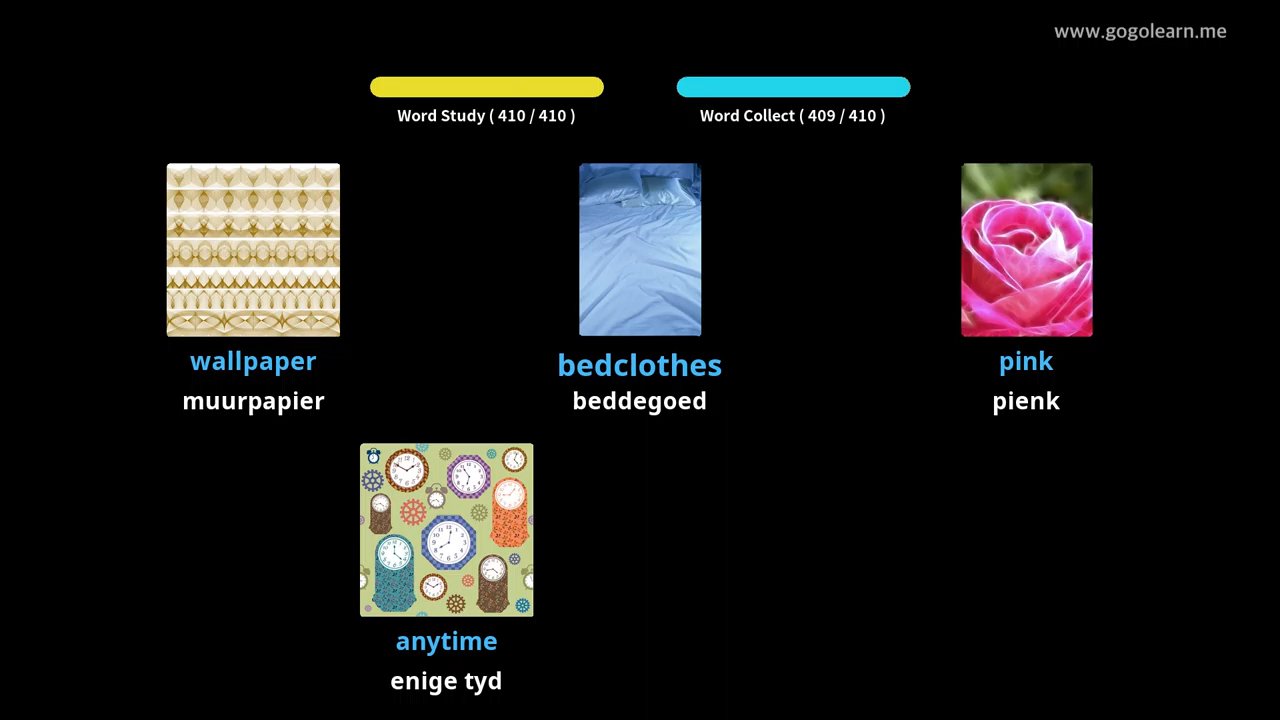 www.gogolearn.me
Word Study ( 410 / 410 )
Word Collect ( 409 / 410 )
wallpaper
muurpapier
bedclothes
beddegoed
pink
pienk
anytime
enige tyd